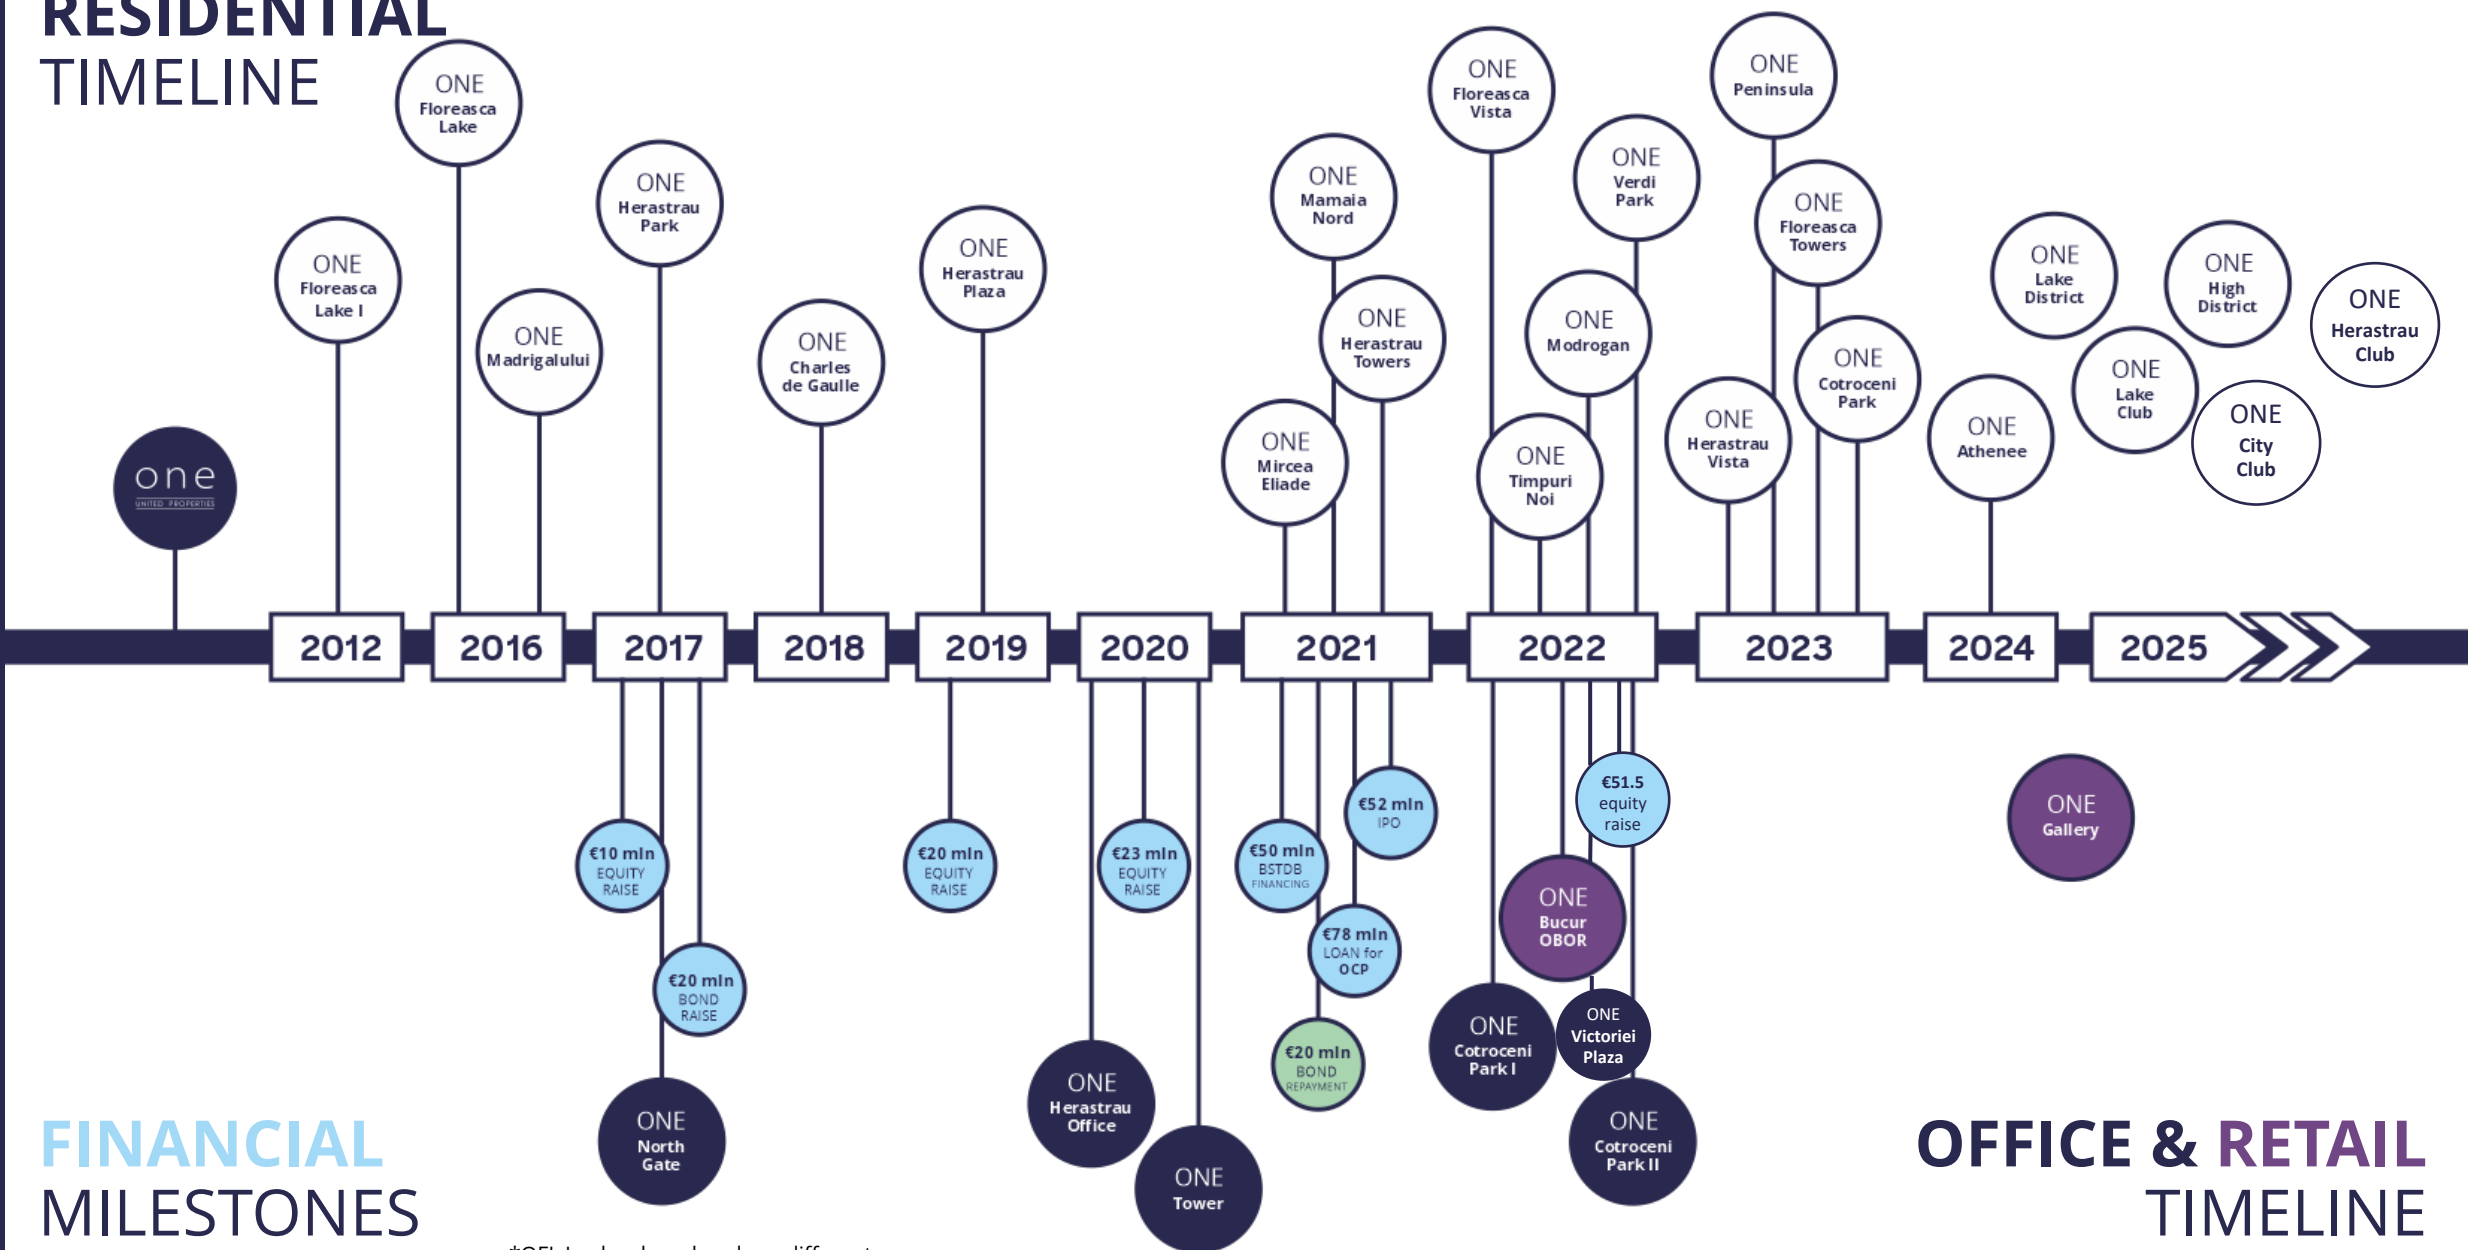 RESIDENTIAL
TIMELINE
one
UNITED PROPERTIES
ONE
Floreasca
Lake I
ONE
Floreasca
Lake
ONE
Madrigalului
ONE
Herastrau
Park
ONE
Charles
de Gaulle
ONE
Herastrau
Plaza
ONE
Mircea
Eliade
ONE
Mamaia
Nord
ONE
Herastrau
Towers
ONE
Floreasca
Vista
ONE
Timpuri
Noi
ONE
Modrogan
ONE
Verdi
Park
ONE
Herastrau
Vista
ONE
Peninsula
ONE
Floreasca
Towers
ONE
Cotroceni
Park
ONE
Athenee
ONE
Lake
District
ONE
Lake
Club
ONE
High
District
ONE
City
Club
ONE
Herastrau
Club
2012
2016
2017
2018
2019
2020
2021
2022
2023
2024
2025
€10 mln
EQUITY
RAISE
€20 mln
BOND
RAISE
ONE
North
Gate
€20 mln
EQUITY
RAISE
ONE
Herastrau
Office
€23 mln
EQUITY
RAISE
ONE
Tower
€50 mln
BSTDB
FINANCING
€20 mln
BOND
REPAYMENT
€78 mln
LOAN for
OCP
€52 mln
IPO
ONE
Cotroceni
Park I
ONE
Bucur
OBOR
ONE
Victoriei
Plaza
€51.5
equity
raise
ONE
Cotroceni
Park II
ONE
Gallery
FINANCIAL
MILESTONES
OFFICE & RETAIL
TIMELINE